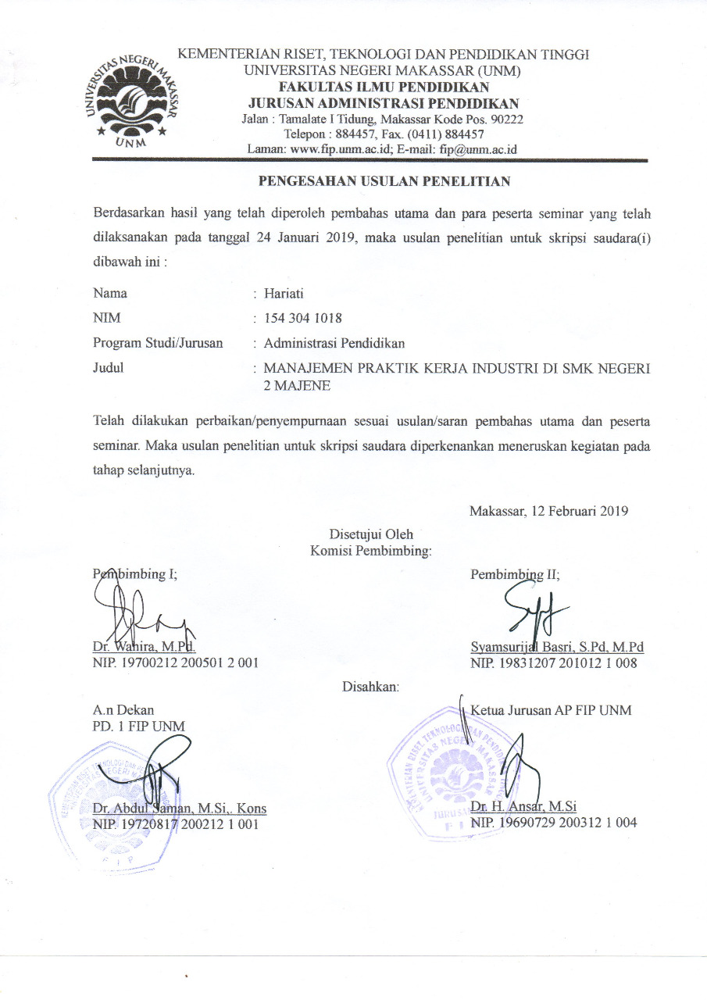 KEMENTERIAN RISET, TEKNOLOGI DAN PENDIDIKAN TINGGI
UNIVERSITAS NEGERI MAKASSAR (UNM)
FAKULTAS ILMU PENDIDIKAN
JURUSAN ADMINISTRASI PENDIDIKAN
Jalan : Tamalate I Tidung, Makassar Kode Pos. 90222
Telepon : 884457, Fax. (0411) 884457
Laman: www.fip.unm.ac.id; E-mail: fip@unm.ac.id
UNIVERSITAS NEGERI MAKASSAR
UNM
PENGESAHAN USULAN PENELITIAN
Berdasarkan hasil yang telah diperoleh pembahas utama dan para peserta seminar yang telah
dilaksanakan pada tanggal 24 Januari 2019, maka usulan penelitian untuk skripsi saudara(i)
dibawah ini :
Nama : Hariati
NIM : 154 304 1018
Program Studi/Jurusan : Administrasi Pendidikan
Judul : MANAJEMEN PRAKTIK KERJA INDUSTRI DI SMK NEGERI
2 MAJENE
Telah dilakukan perbaikan/penyempurnaan sesuai usulan/saran pembahas utama dan peserta
seminar. Maka usulan penelitian untuk skripsi saudara diperkenankan meneruskan kegiatan pada
tahap selanjutnya.
Makassar, 12 Februari 2019
Disetujui Oleh
Komisi Pembimbing:
Pembimbing I; Pembimbing II;
Dr. Wahira, M.Pd. Syamsurijal Basri, S.Pd, M.Pd
NIP. 19700212 200501 2 001 NIP. 19831207 201012 1 008
Disahkan:
A.n Dekan Ketua Jurusan AP FIP UNM
PD. 1 FIP UNM
Dr. Abdul Saman, M.Si,. Kons Dr. H. Ansar, M.Si
NIP. 19720817 200212 1 001 NIP. 19690729 200312 1 004
UNIVERSITAS NEGERI MAKASSAR
FIP